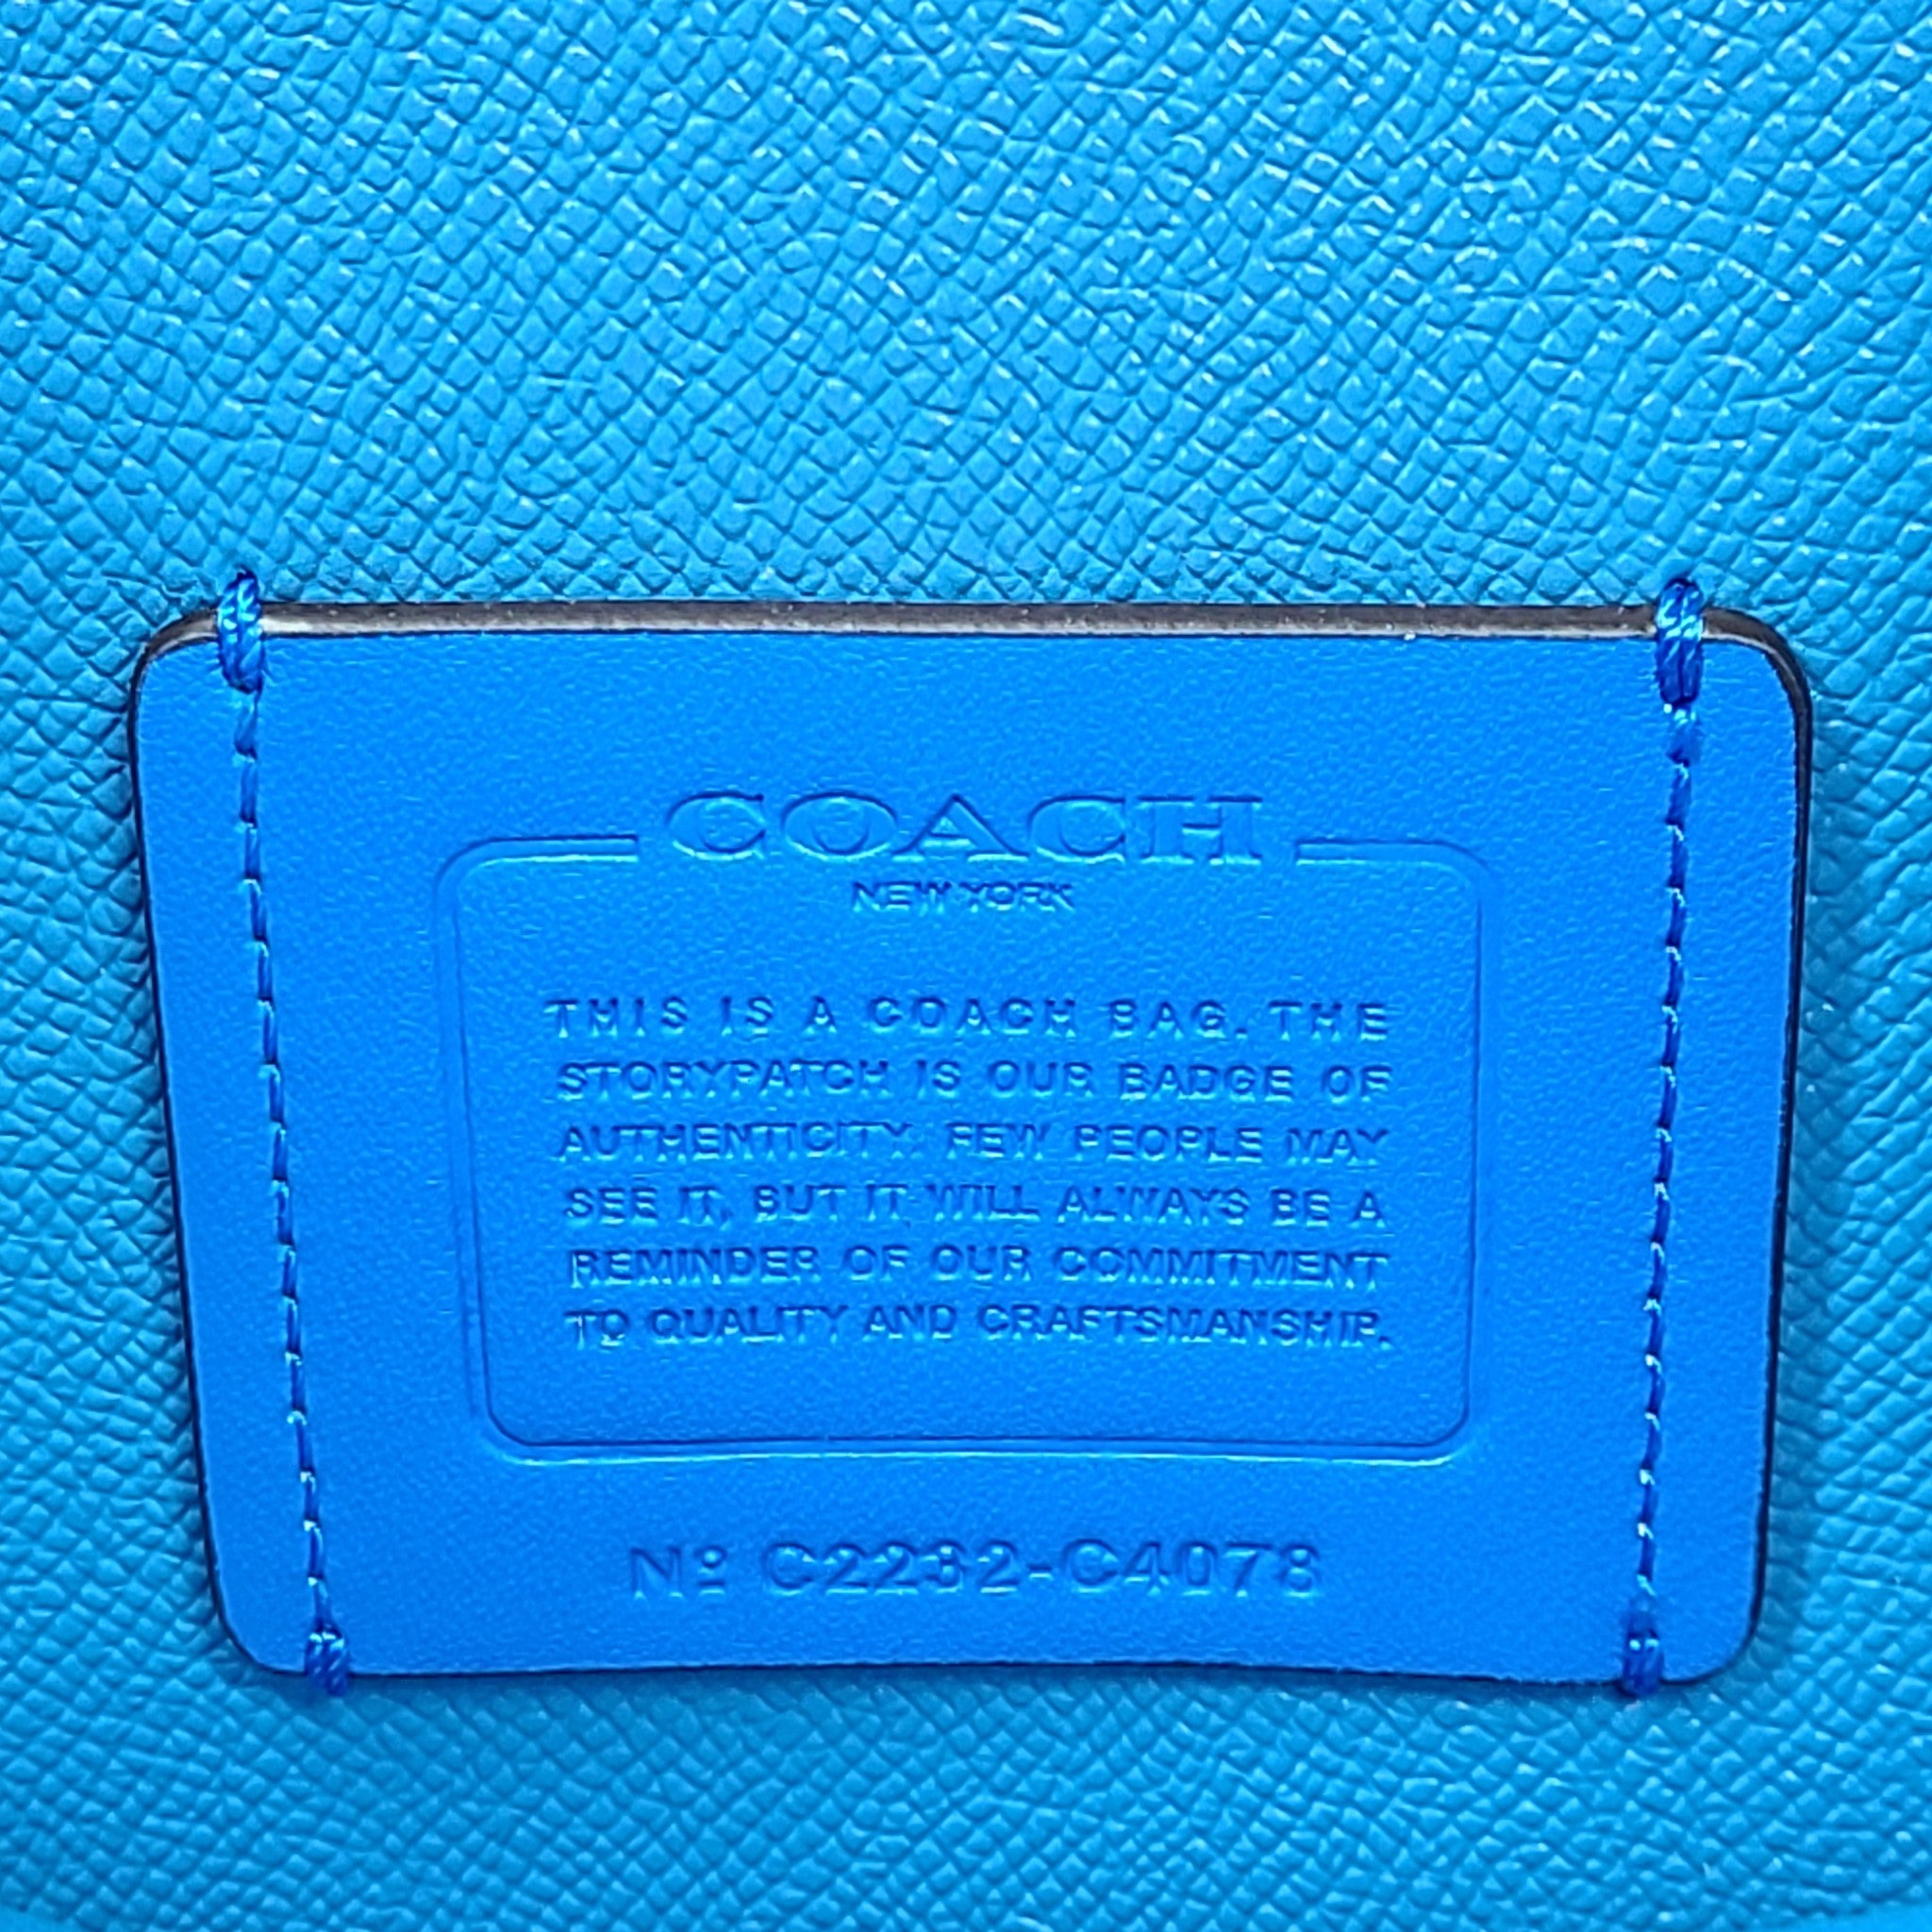 COACH
NEW YORK
THIS IS A COACH BAG. THE
STORYPATCH IS OUR BADGE OF
AUTHENTICITY. FEW PEOPLE MAY
SEE IT, BUT IT WILL ALWAYS BE A
REMINDER OF OUR COMMITMENT
TO QUALITY AND CRAFTSMANSHIP.
Nº C2232-C4078